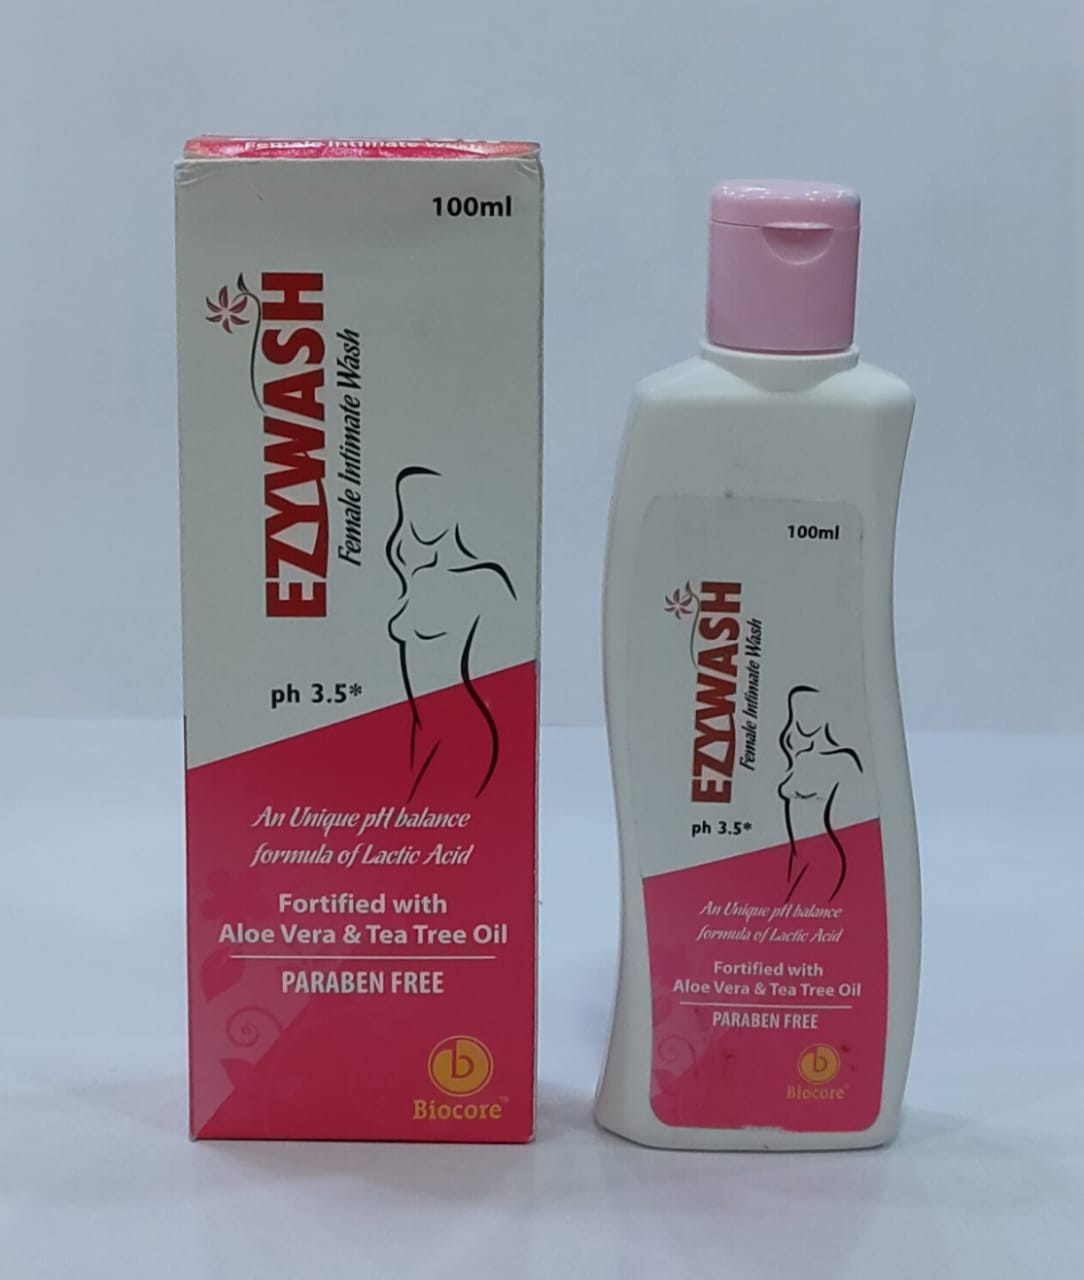 Female Intimate Wash
100ml
EZYWASH
Female Intimate Wash
ph 3.5*
An Unique pH balance
formula of Lactic Acid
Fortified with
Aloe Vera & Tea Tree Oil
PARABEN FREE
b
Biocore™
100ml
EZYWASH
Female Intimate Wash
ph 3.5*
An Unique pH balance
formula of Lactic Acid
Fortified with
Aloe Vera & Tea Tree Oil
PARABEN FREE
b
Biocore™